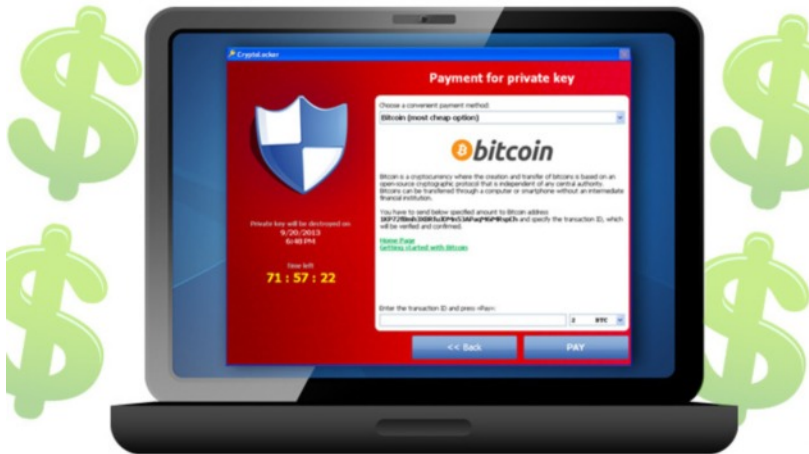 CryptoLocker
Payment for private key
Choose a convenient payment method:
Bitcoin (most cheap option)
bitcoin
Bitcoin is a cryptocurrency where the creation and transfer of bitcoins is based on an
open-source cryptographic protocol that is independent of any central authority.
Bitcoins can be transferred through a computer or smartphone without an intermediate
financial institution.
You have to send below specified amount to Bitcoin address
and specify the transaction ID, which
will be verified and confirmed.
Home Page
Getting started with Bitcoin
Private key will be destroyed on
9/20/2013
6:48 PM
Time left
71 : 57 : 22
Enter the transaction ID and press «Pay»:
2 BTC
<< Back
PAY